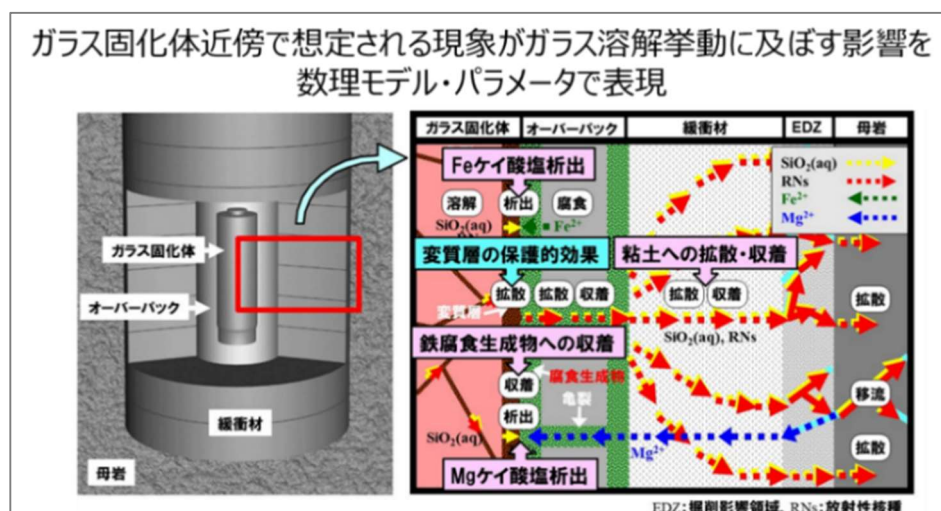 ガラス固化体近傍で想定される現象がガラス溶解挙動に及ぼす影響を
数理モデル・パラメータで表現
ガラス固化体
オーバーパック
緩衝材
母岩
ガラス固化体 オーバーパック 緩衝材 EDZ 母岩
Feケイ酸塩析出
SiO₂(aq)
RNs
Fe²⁺
Mg²⁺
溶解 析出 腐食
SiO₂(aq) Fe²⁺
変質層の保護的効果 粘土への拡散・収着
拡散 拡散 収着 拡散 収着 拡散
変質層
SiO₂(aq), RNs
鉄腐食生成物への収着
収着 腐食生成物
亀裂 移流
析出
SiO₂(aq) Mg²⁺ 拡散
Mgケイ酸塩析出
EDZ:掘削影響領域, RNs:放射性核種